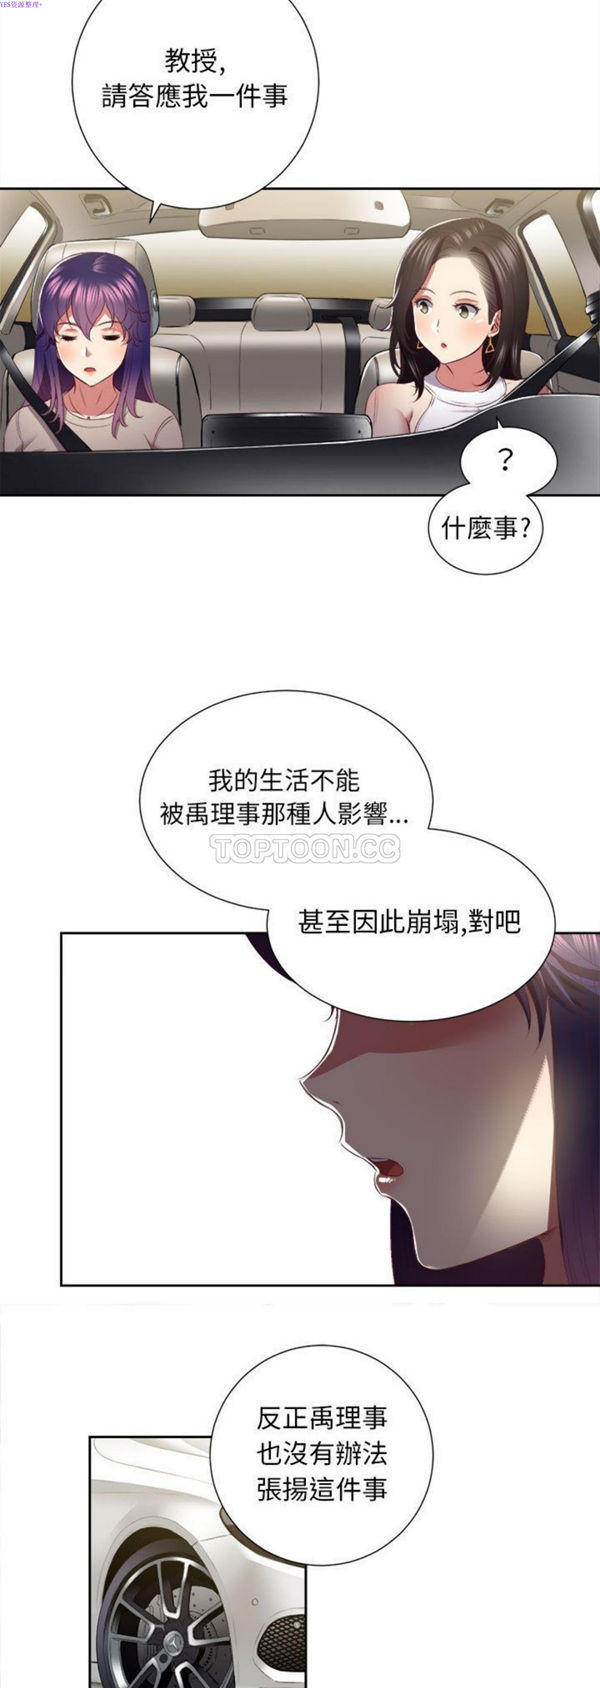 YES资源整理+
教授,
請答應我一件事
?
什麼事?
我的生活不能
被禹理事那種人影響...
TOPTOON.CC
甚至因此崩塌,對吧
反正禹理事
也沒有辦法
張揚這件事